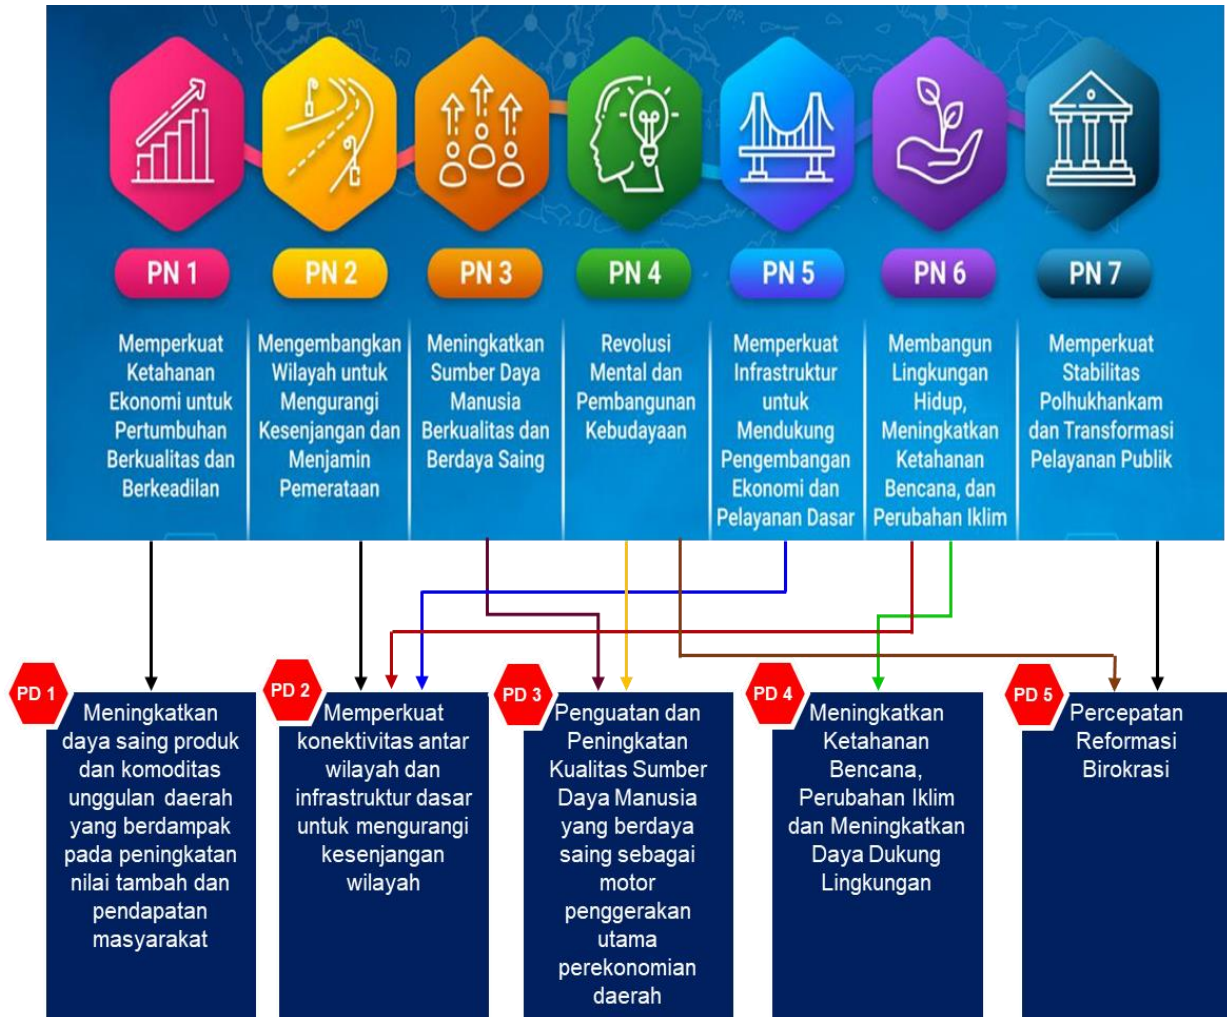 PN 1
Memperkuat
Ketahanan
Ekonomi untuk
Pertumbuhan
Berkualitas dan
Berkeadilan
PN 2
Mengembangkan
Wilayah untuk
Mengurangi
Kesenjangan dan
Menjamin
Pemerataan
PN 3
Meningkatkan
Sumber Daya
Manusia
Berkualitas dan
Berdaya Saing
PN 4
Revolusi
Mental dan
Pembangunan
Kebudayaan
PN 5
Memperkuat
Infrastruktur
untuk
Mendukung
Pengembangan
Ekonomi dan
Pelayanan Dasar
PN 6
Membangun
Lingkungan
Hidup,
Meningkatkan
Ketahanan
Bencana, dan
Perubahan Iklim
PN 7
Memperkuat
Stabilitas
Polhukhankam
dan Transformasi
Pelayanan Publik
PD 1
Meningkatkan
daya saing produk
dan komoditas
unggulan daerah
yang berdampak
pada peningkatan
nilai tambah dan
pendapatan
masyarakat
PD 2
Memperkuat
konektivitas antar
wilayah dan
infrastruktur dasar
untuk mengurangi
kesenjangan
wilayah
PD 3
Penguatan dan
Peningkatan
Kualitas Sumber
Daya Manusia
yang berdaya
saing sebagai
motor
penggerakan
utama
perekonomian
daerah
PD 4
Meningkatkan
Ketahanan
Bencana,
Perubahan Iklim
dan Meningkatkan
Daya Dukung
Lingkungan
PD 5
Percepatan
Reformasi
Birokrasi